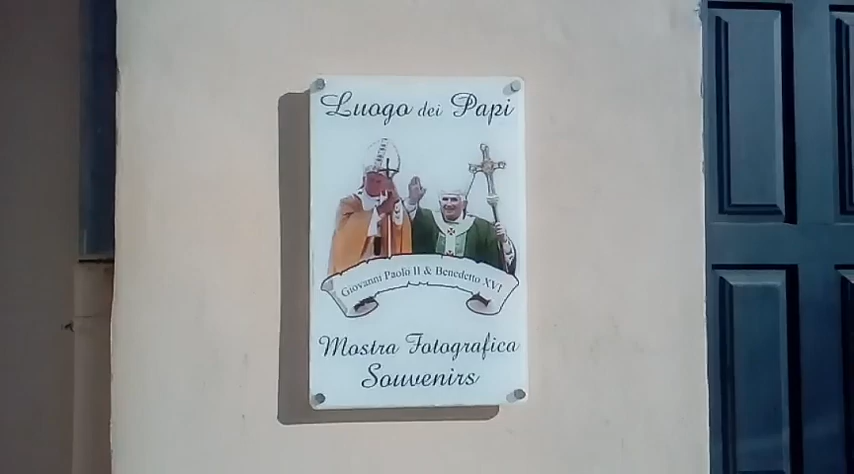 Luogo dei Papi
Giovanni Paolo II & Benedetto XVI
Mostra Fotografica
Souvenirs